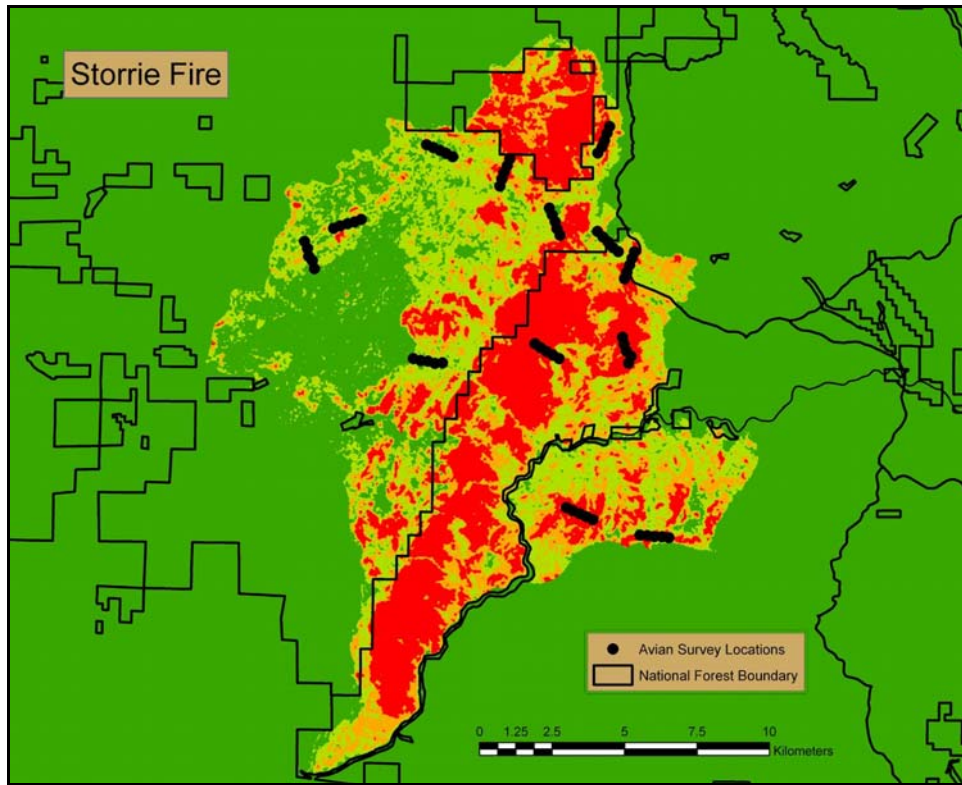 Storrie Fire
Avian Survey Locations
National Forest Boundary
0 1.25 2.5 5 7.5 10
Kilometers